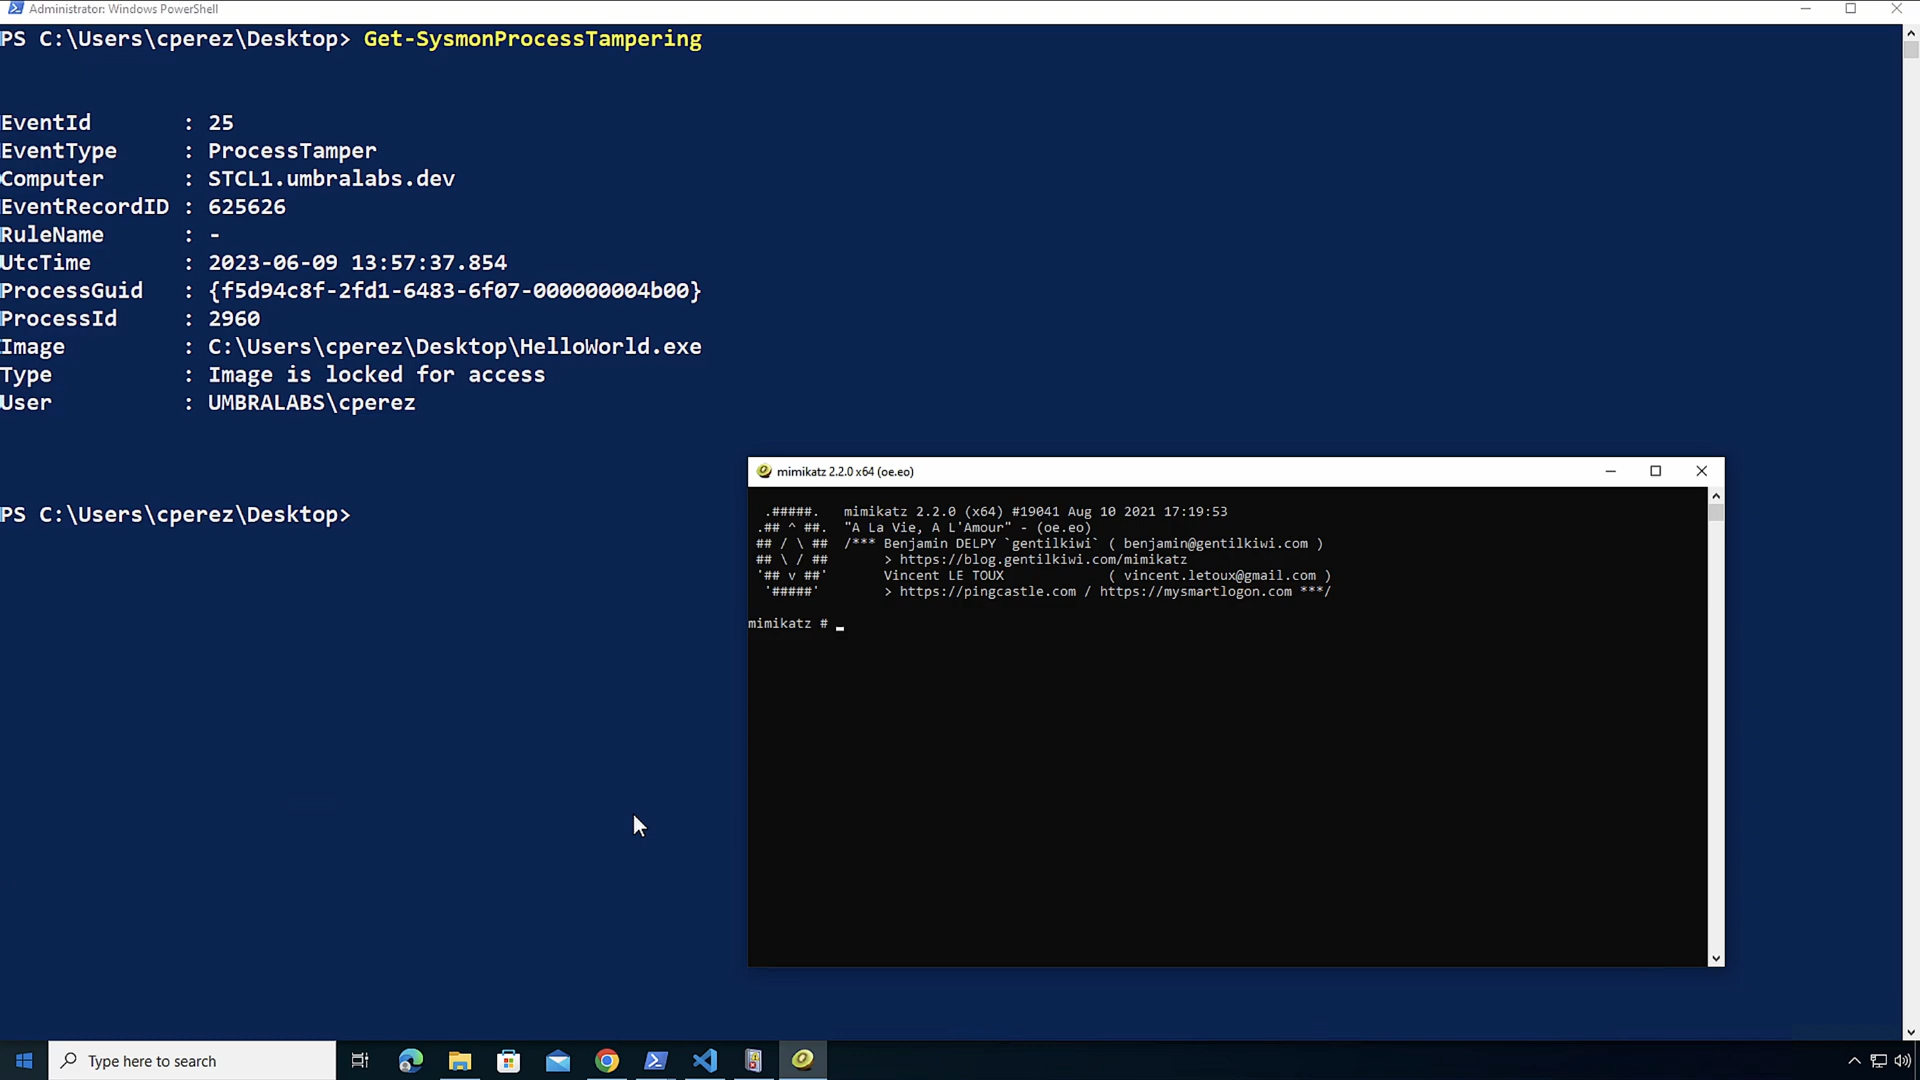 Administrator: Windows PowerShell
PS C:\Users\cperez\Desktop> Get-SysmonProcessTampering
EventId : 25
EventType : ProcessTamper
Computer : STCL1.umbralabs.dev
EventRecordID : 625626
RuleName : -
UtcTime : 2023-06-09 13:57:37.854
ProcessGuid : {f5d94c8f-2fd1-6483-6f07-000000004b00}
ProcessId : 2960
Image : C:\Users\cperez\Desktop\HelloWorld.exe
Type : Image is locked for access
User : UMBRALABS\cperez
PS C:\Users\cperez\Desktop>
mimikatz 2.2.0 x64 (oe.eo)
.#####. mimikatz 2.2.0 (x64) #19041 Aug 10 2021 17:19:53
.## ^ ##. "A La Vie, A L'Amour" - (oe.eo)
## / \ ## /*** Benjamin DELPY `gentilkiwi` ( benjamin@gentilkiwi.com )
## \ / ## > https://blog.gentilkiwi.com/mimikatz
'## v ##' Vincent LE TOUX ( vincent.letoux@gmail.com )
'#####' > https://pingcastle.com / https://mysmartlogon.com ***/
mimikatz # _
Type here to search